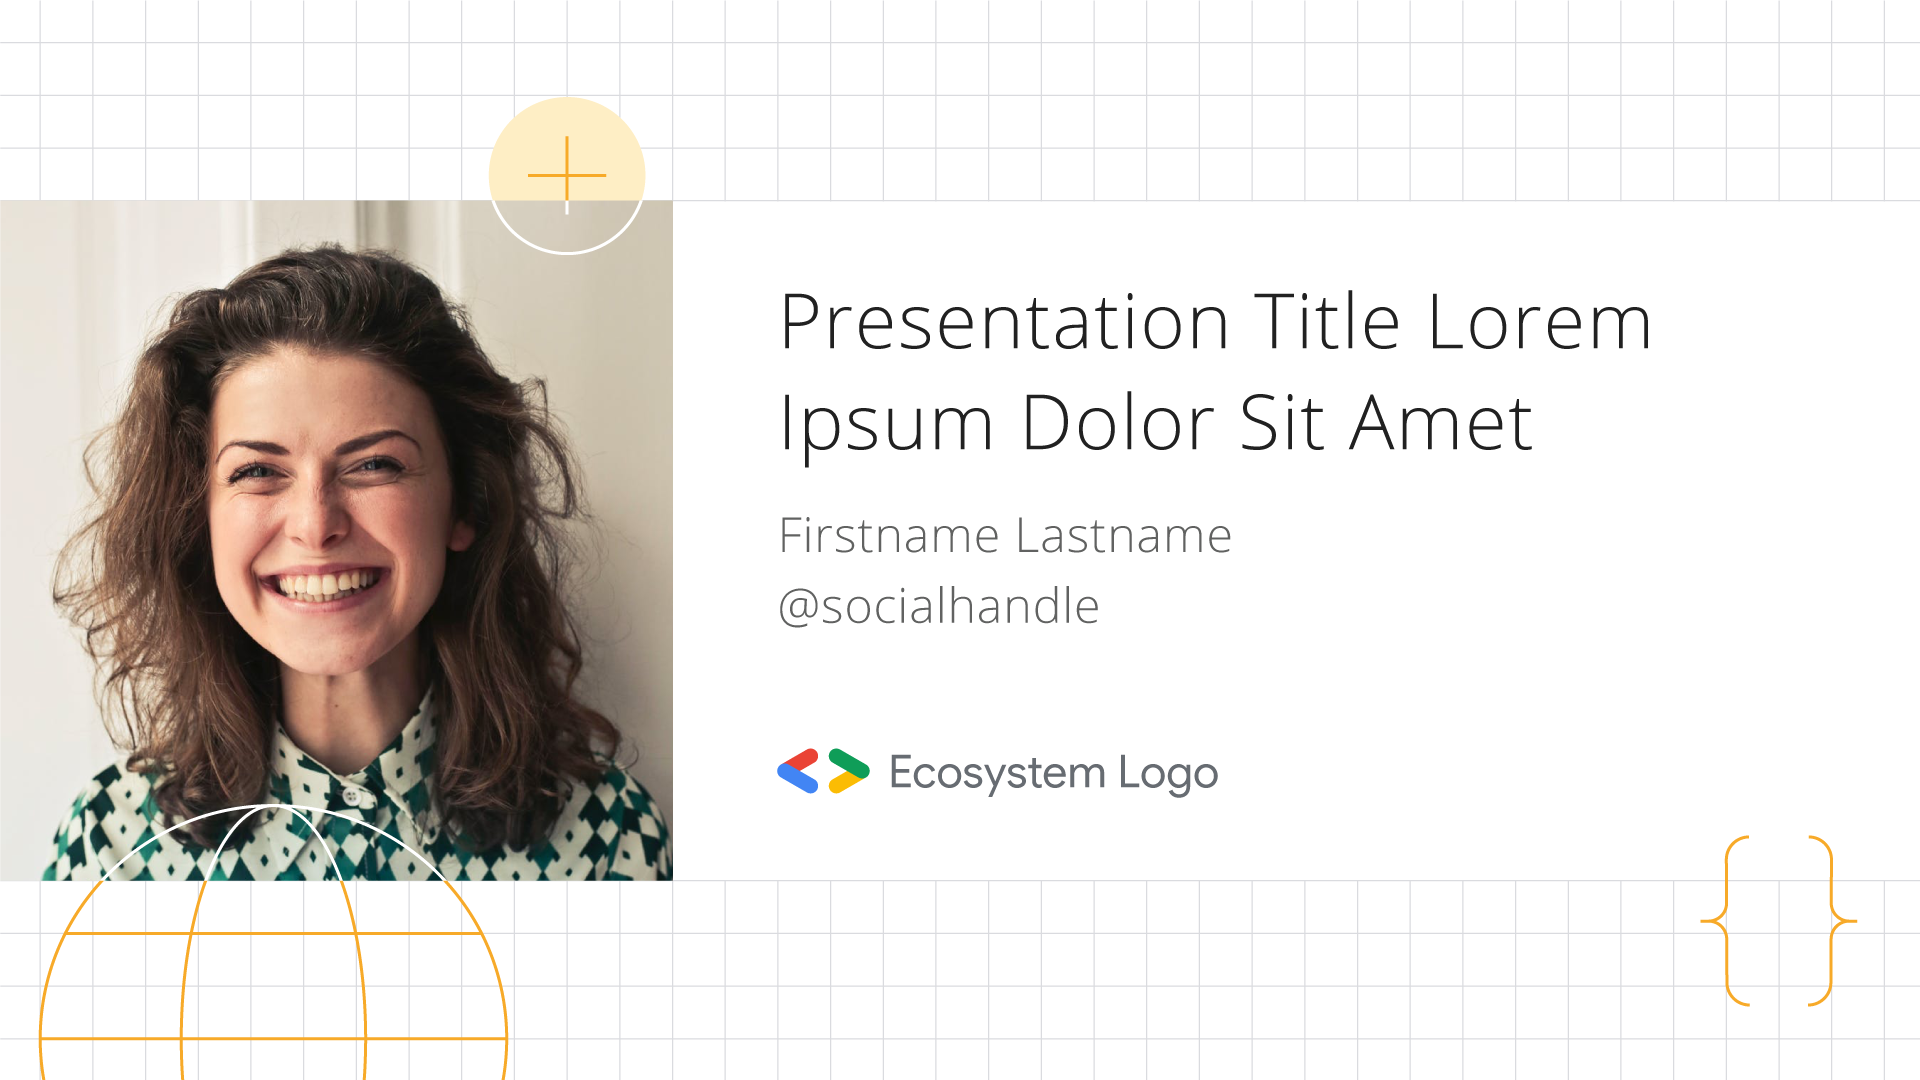 Presentation Title Lorem
Ipsum Dolor Sit Amet
Firstname Lastname
@socialhandle
Ecosystem Logo